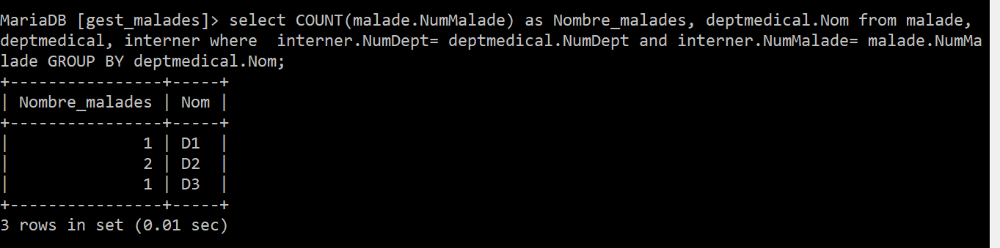 MariaDB [gest_malades]> select COUNT(malade.NumMalade) as Nombre_malades, deptmedical.Nom from malade,
deptmedical, interner where  interner.NumDept= deptmedical.NumDept and interner.NumMalade= malade.NumMa
lade GROUP BY deptmedical.Nom;
+----------------+-----+
| Nombre_malades | Nom |
+----------------+-----+
|              1 | D1  |
|              2 | D2  |
|              1 | D3  |
+----------------+-----+
3 rows in set (0.01 sec)